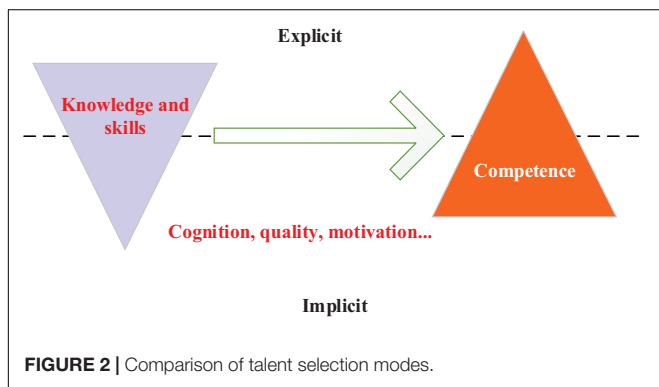 Explicit
Knowledge and
skills
Competence
Cognition, quality, motivation...
Implicit
FIGURE 2 | Comparison of talent selection modes.